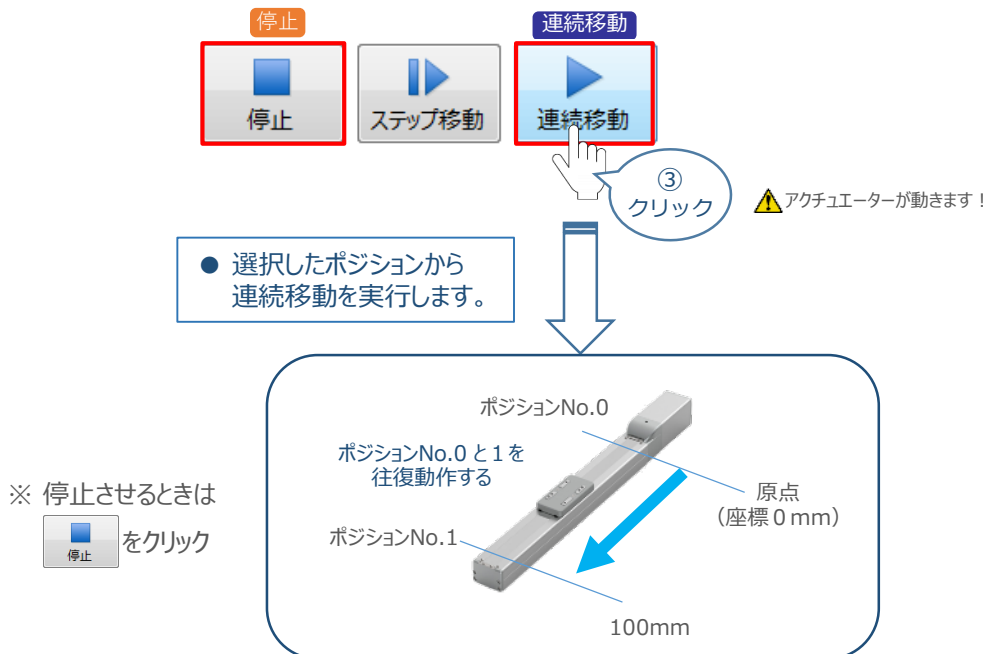 停止
連続移動
停止
ステップ移動
連続移動
③
クリック
アクチュエーターが動きます！
● 選択したポジションから
連続移動を実行します。
ポジションNo.0
ポジションNo.0 と１を
往復動作する
原点
（座標０mm）
ポジションNo.1
100mm
※ 停止させるときは
停止
をクリック